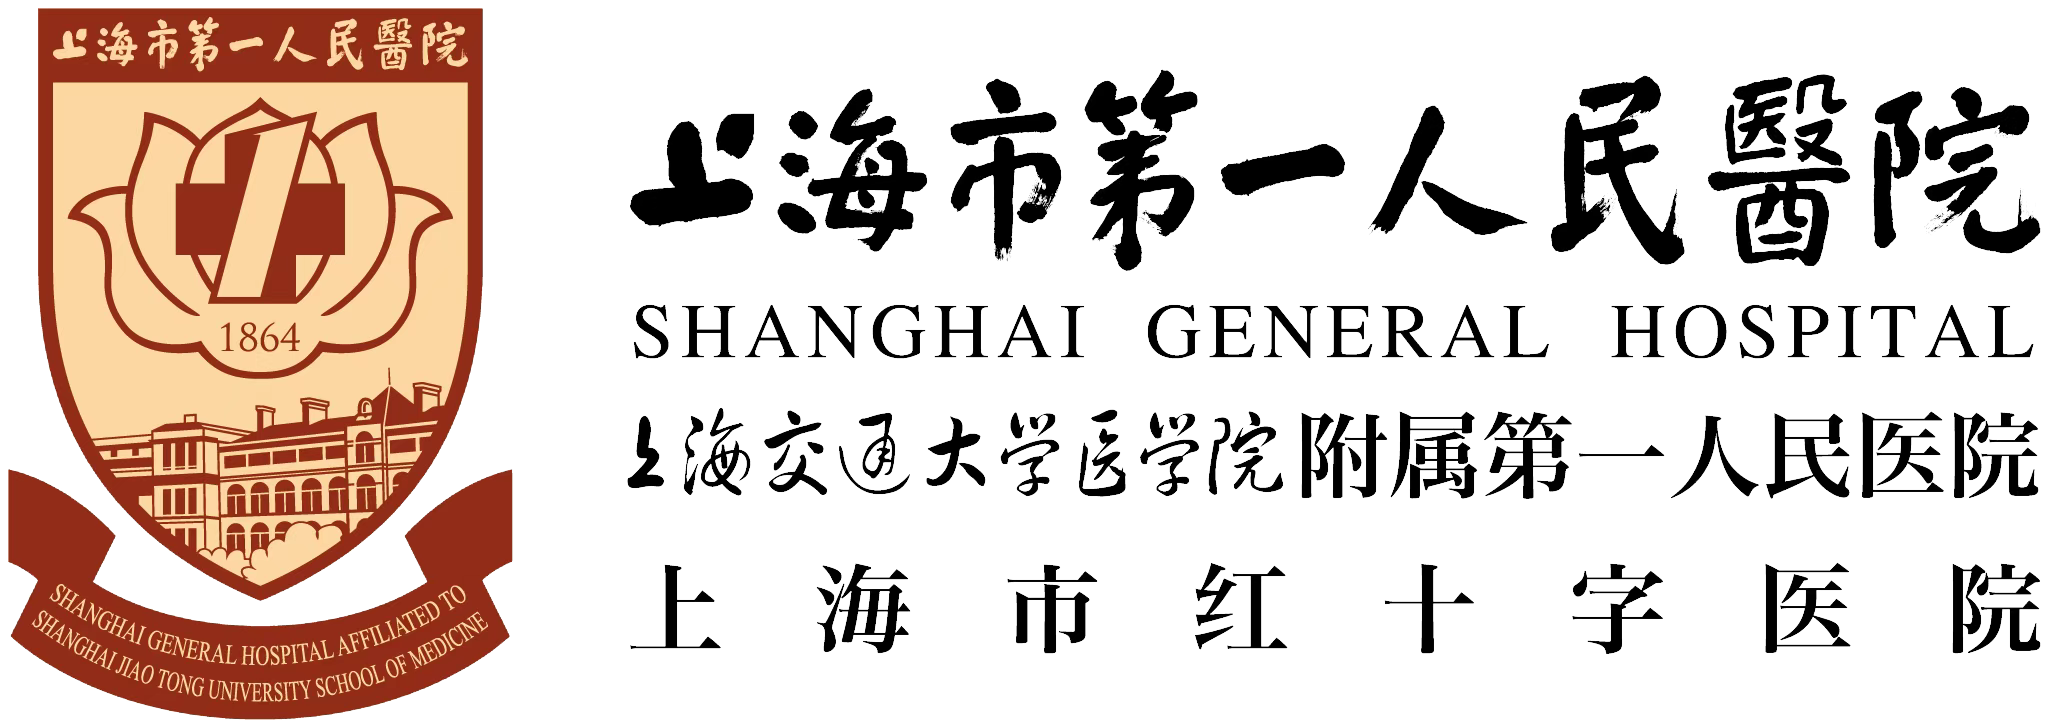 上海市第一人民醫院
1864
SHANGHAI GENERAL HOSPITAL AFFILIATED TO
SHANGHAI JIAO TONG UNIVERSITY SCHOOL OF MEDICINE
上海市第一人民醫院
SHANGHAI GENERAL HOSPITAL
上海交通大学医学院附属第一人民医院
上海市红十字医院